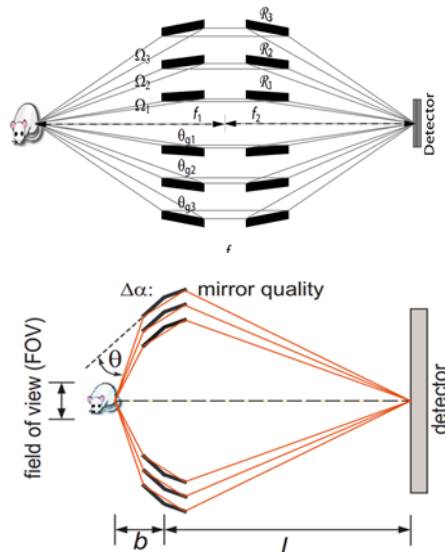 ℛ₃
Ω₃
ℛ₂
Ω₂
ℛ₁
Ω₁
f₁
f₂
Detector
θg1
θg2
θg3
Δα: mirror quality
θ
field of view (FOV)
detector
b
l